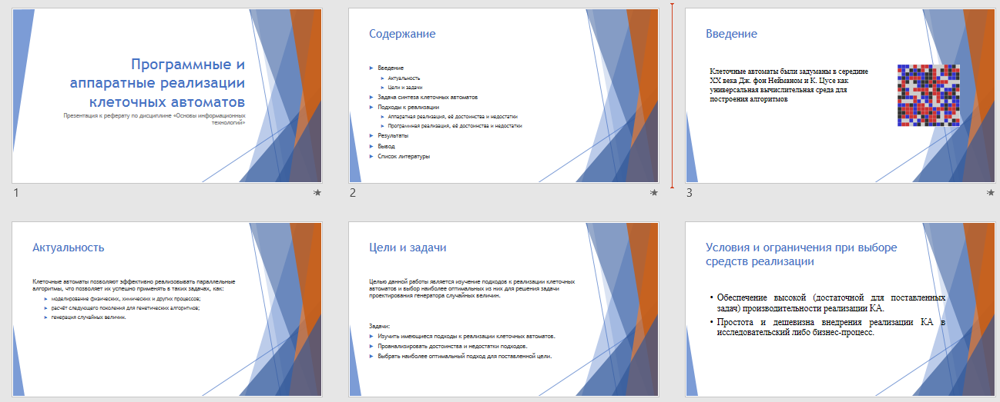 Программные и
аппаратные реализации
клеточных автоматов
Презентация к реферату по дисциплине «Основы информационных
технологий»
1
Содержание
Введение
Актуальность
Цели и задачи
Задача синтеза клеточных автоматов
Подходы к реализации
Аппаратная реализация, её достоинства и недостатки
Программная реализация, её достоинства и недостатки
Результаты
Вывод
Список литературы
2
Введение
Клеточные автоматы были задуманы в середине
XX века Дж. фон Нейманом и К. Цусе как
универсальная вычислительная среда для
построения алгоритмов
3
Актуальность
Клеточные автоматы позволяют эффективно реализовывать параллельные
алгоритмы, что позволяет их успешно применять в таких задачах, как:
моделирование физических, химических и других процессов;
расчёт следующего поколения для генетических алгоритмов;
генерация случайных величин.
Цели и задачи
Целью данной работы является изучение подходов к реализации клеточных
автоматов и выбор наиболее оптимальных из них для решения задачи
проектирования генератора случайных величин.
Задачи:
Изучить имеющиеся подходы к реализации клеточных автоматов.
Проанализировать достоинства и недостатки подходов.
Выбрать наиболее оптимальный подход для поставленной цели.
Условия и ограничения при выборе
средств реализации
• Обеспечение высокой (достаточной для поставленных
задач) производительности реализации КА.
• Простота и дешевизна внедрения реализации КА в
исследовательский либо бизнес-процесс.